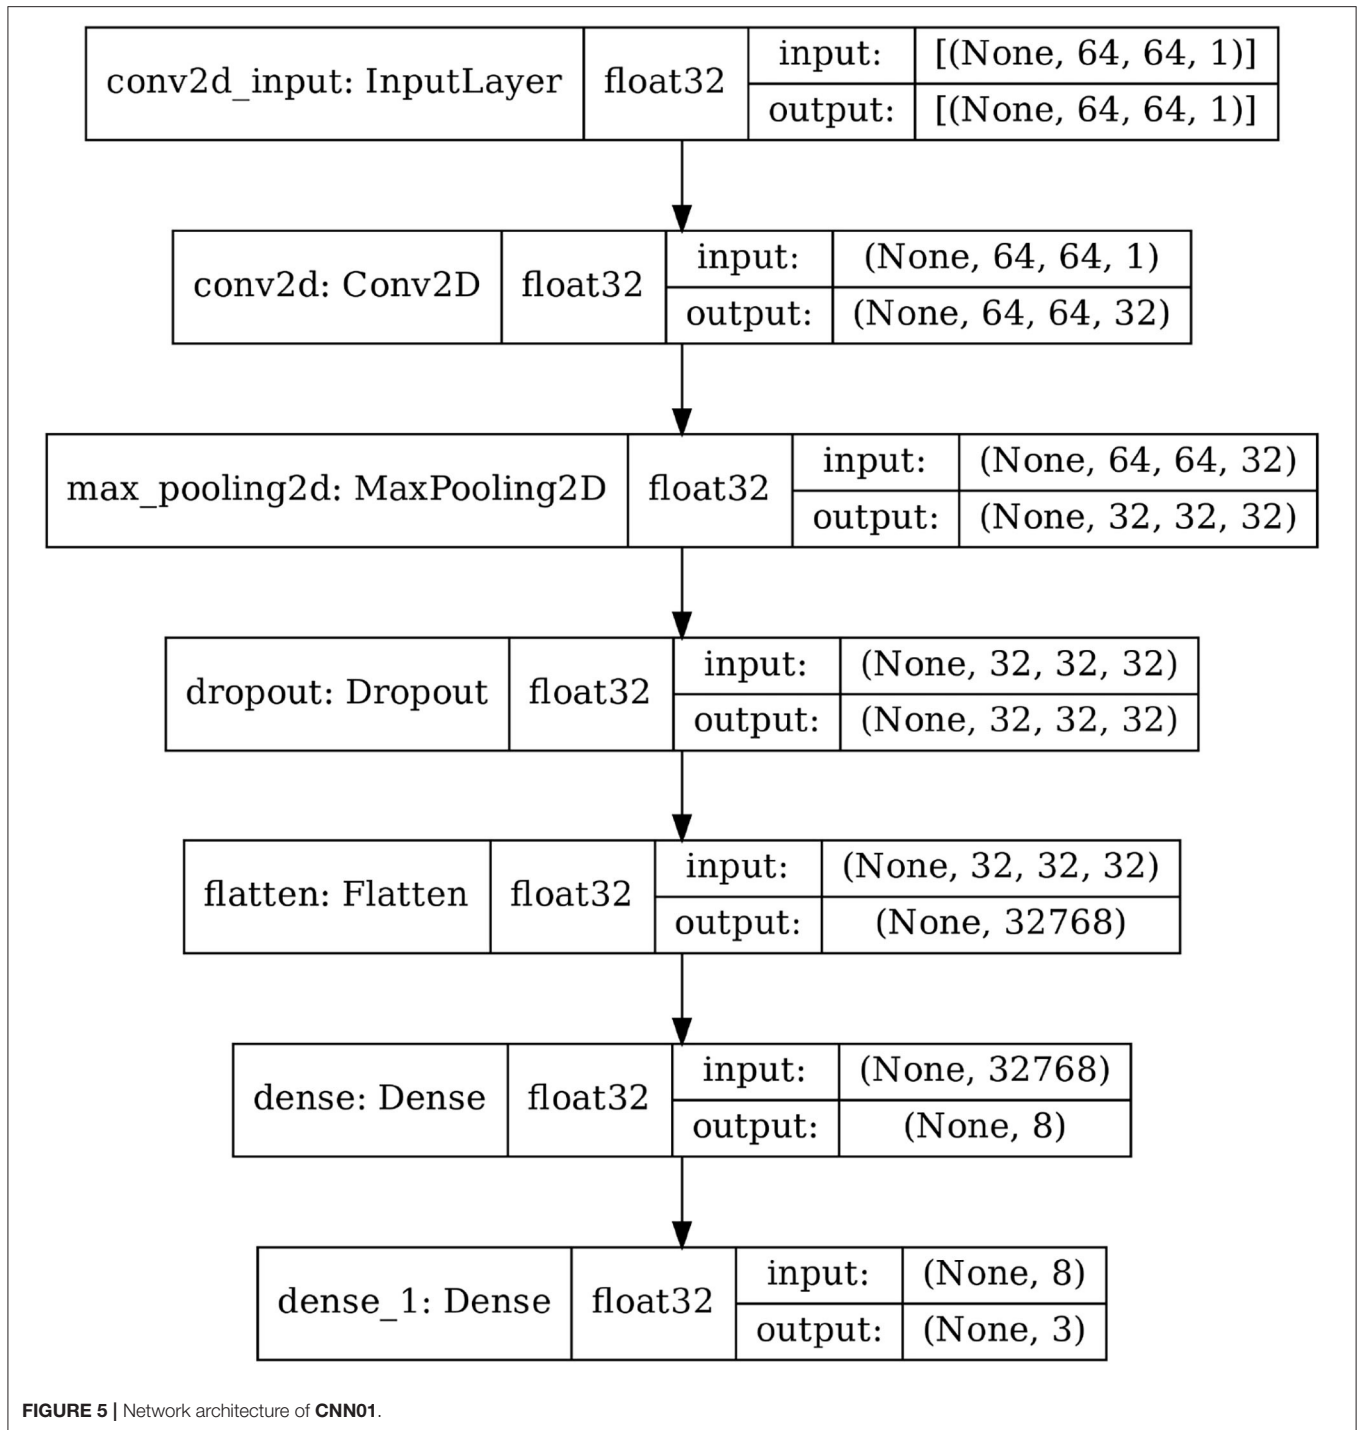 conv2d_input: InputLayer float32 input: [(None, 64, 64, 1)]
output: [(None, 64, 64, 1)]
conv2d: Conv2D float32 input: (None, 64, 64, 1)
output: (None, 64, 64, 32)
max_pooling2d: MaxPooling2D float32 input: (None, 64, 64, 32)
output: (None, 32, 32, 32)
dropout: Dropout float32 input: (None, 32, 32, 32)
output: (None, 32, 32, 32)
flatten: Flatten float32 input: (None, 32, 32, 32)
output: (None, 32768)
dense: Dense float32 input: (None, 32768)
output: (None, 8)
dense_1: Dense float32 input: (None, 8)
output: (None, 3)
FIGURE 5 | Network architecture of CNN01.